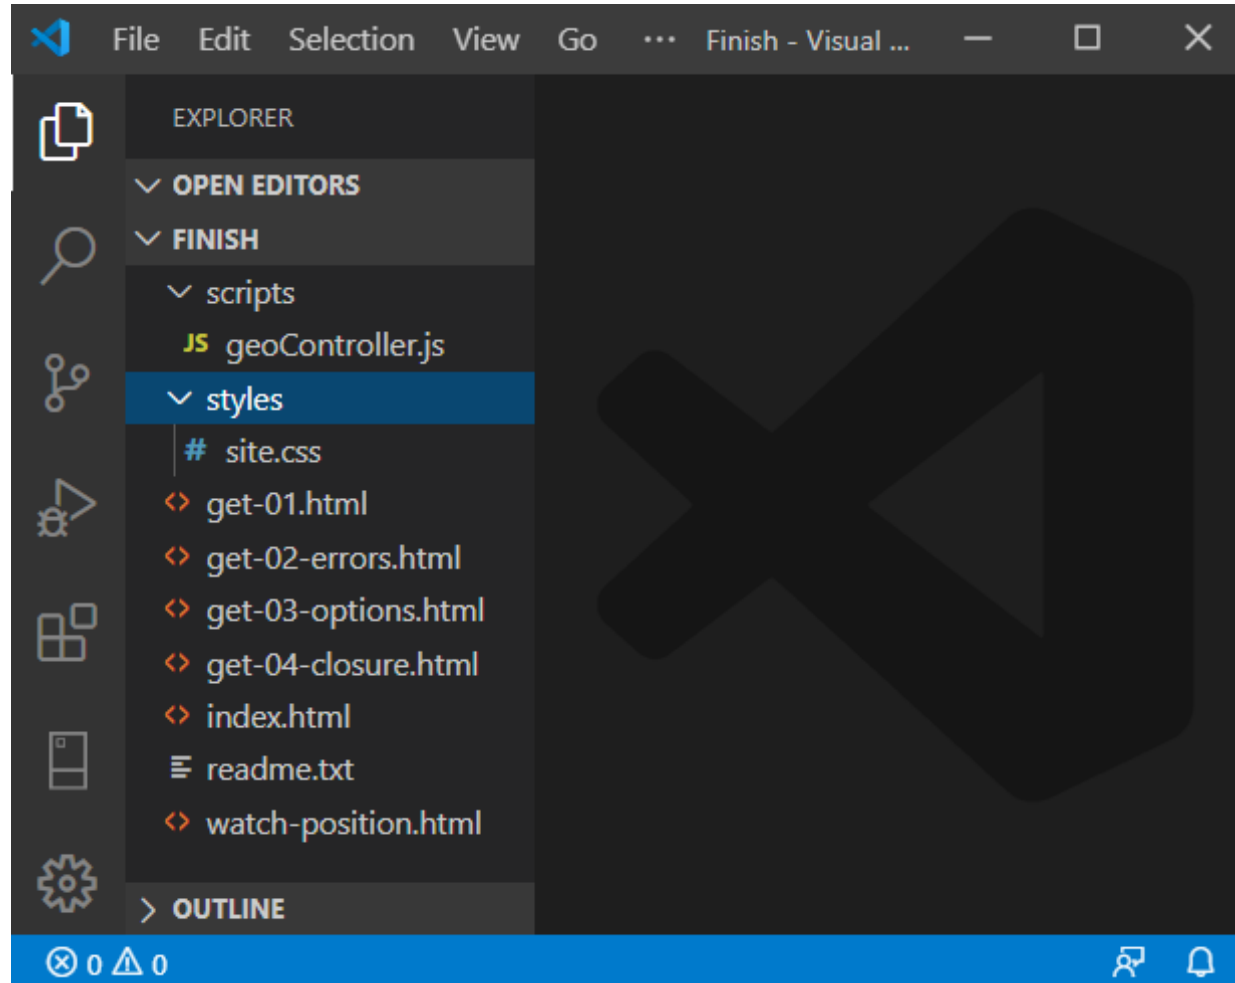 File Edit Selection View Go ··· Finish - Visual ...
EXPLORER
OPEN EDITORS
FINISH
scripts
JS geoController.js
styles
# site.css
<> get-01.html
<> get-02-errors.html
<> get-03-options.html
<> get-04-closure.html
<> index.html
readme.txt
<> watch-position.html
OUTLINE
0 0